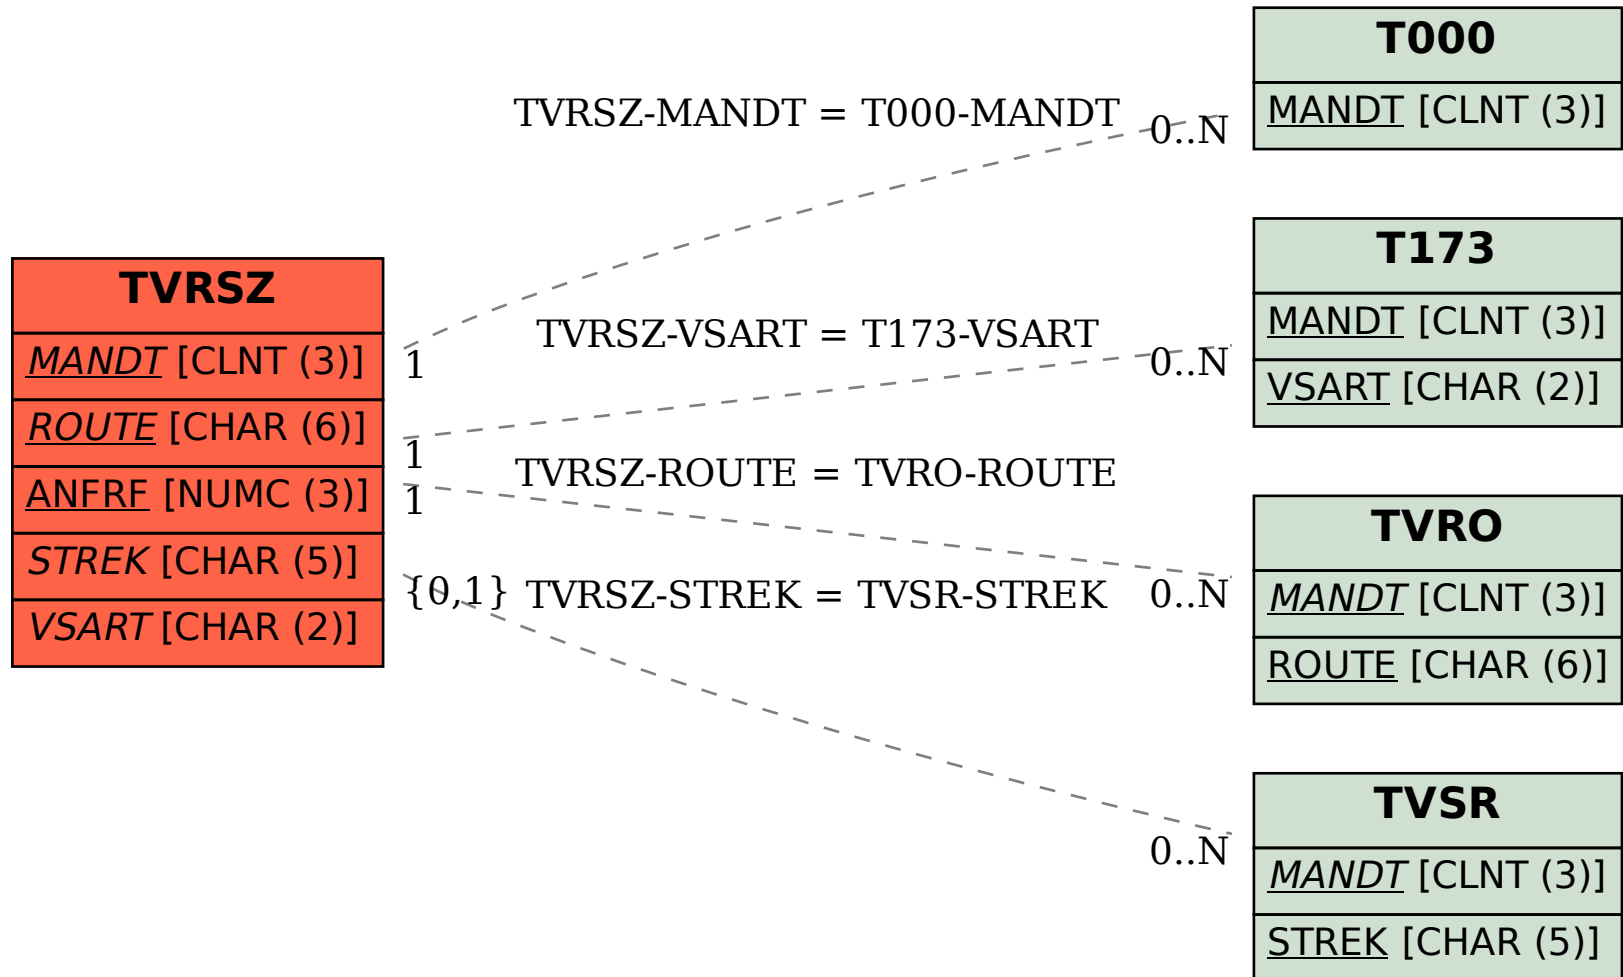 TVRSZ
MANDT [CLNT (3)]
ROUTE [CHAR (6)]
ANFRF [NUMC (3)]
STREK [CHAR (5)]
VSART [CHAR (2)]
TVRSZ-MANDT = T000-MANDT
0..N
1
TVRSZ-VSART = T173-VSART
0..N
1
TVRSZ-ROUTE = TVRO-ROUTE
1
0..N
{0,1}
TVRSZ-STREK = TVSR-STREK
0..N
T000
MANDT [CLNT (3)]
T173
MANDT [CLNT (3)]
VSART [CHAR (2)]
TVRO
MANDT [CLNT (3)]
ROUTE [CHAR (6)]
TVSR
MANDT [CLNT (3)]
STREK [CHAR (5)]